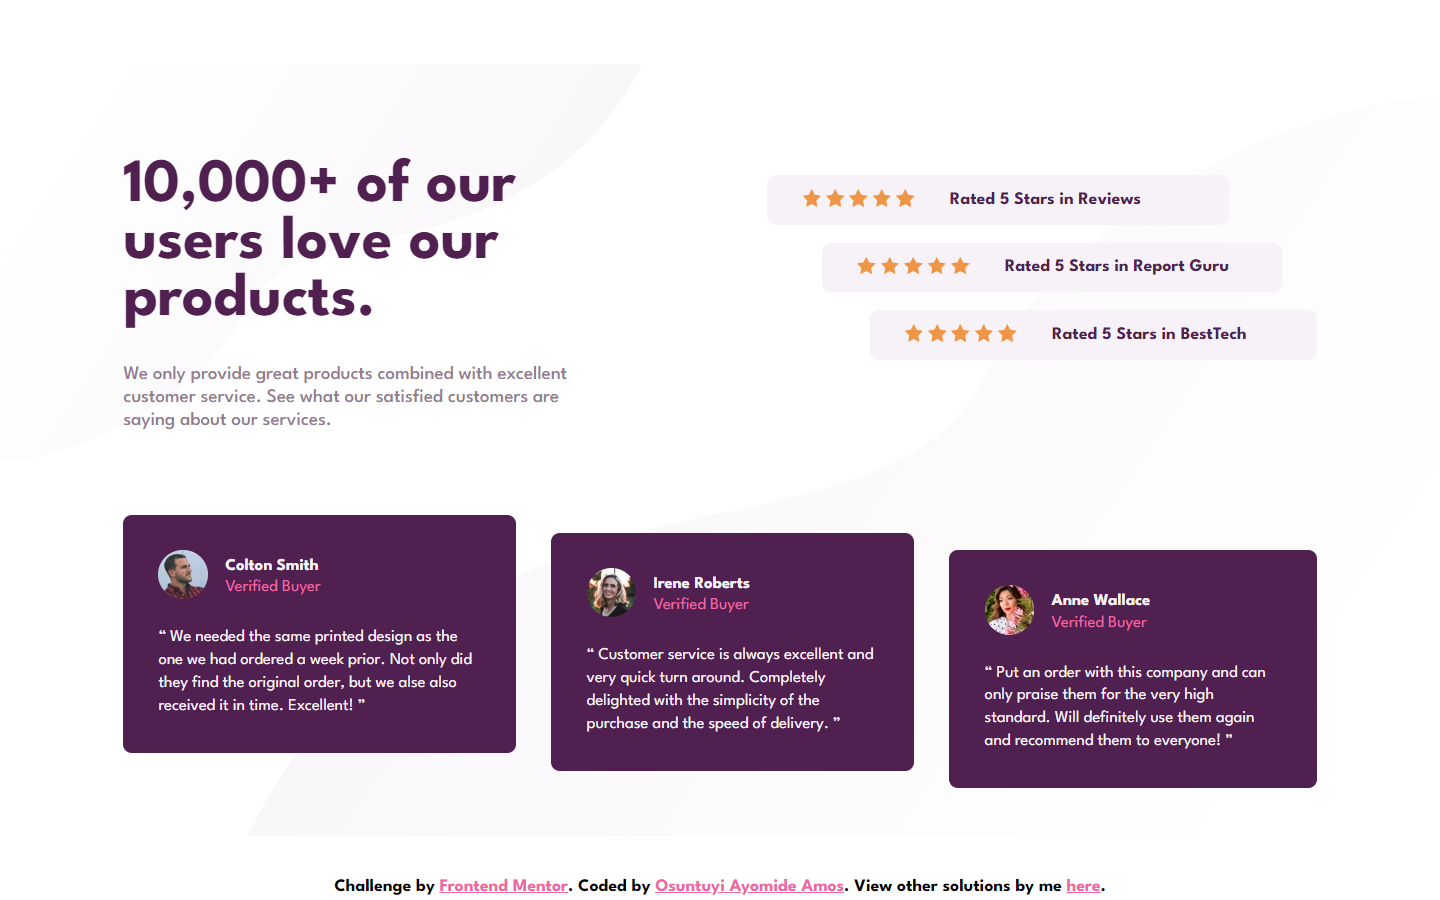 10,000+ of our
users love our
products.
We only provide great products combined with excellent
customer service. See what our satisfied customers are
saying about our services.
Rated 5 Stars in Reviews
Rated 5 Stars in Report Guru
Rated 5 Stars in BestTech
Colton Smith
Verified Buyer
“ We needed the same printed design as the
one we had ordered a week prior. Not only did
they find the original order, but we alse also
received it in time. Excellent! ”
Irene Roberts
Verified Buyer
“ Customer service is always excellent and
very quick turn around. Completely
delighted with the simplicity of the
purchase and the speed of delivery. ”
Anne Wallace
Verified Buyer
“ Put an order with this company and can
only praise them for the very high
standard. Will definitely use them again
and recommend them to everyone! ”
Challenge by Frontend Mentor. Coded by Osuntuyi Ayomide Amos. View other solutions by me here.